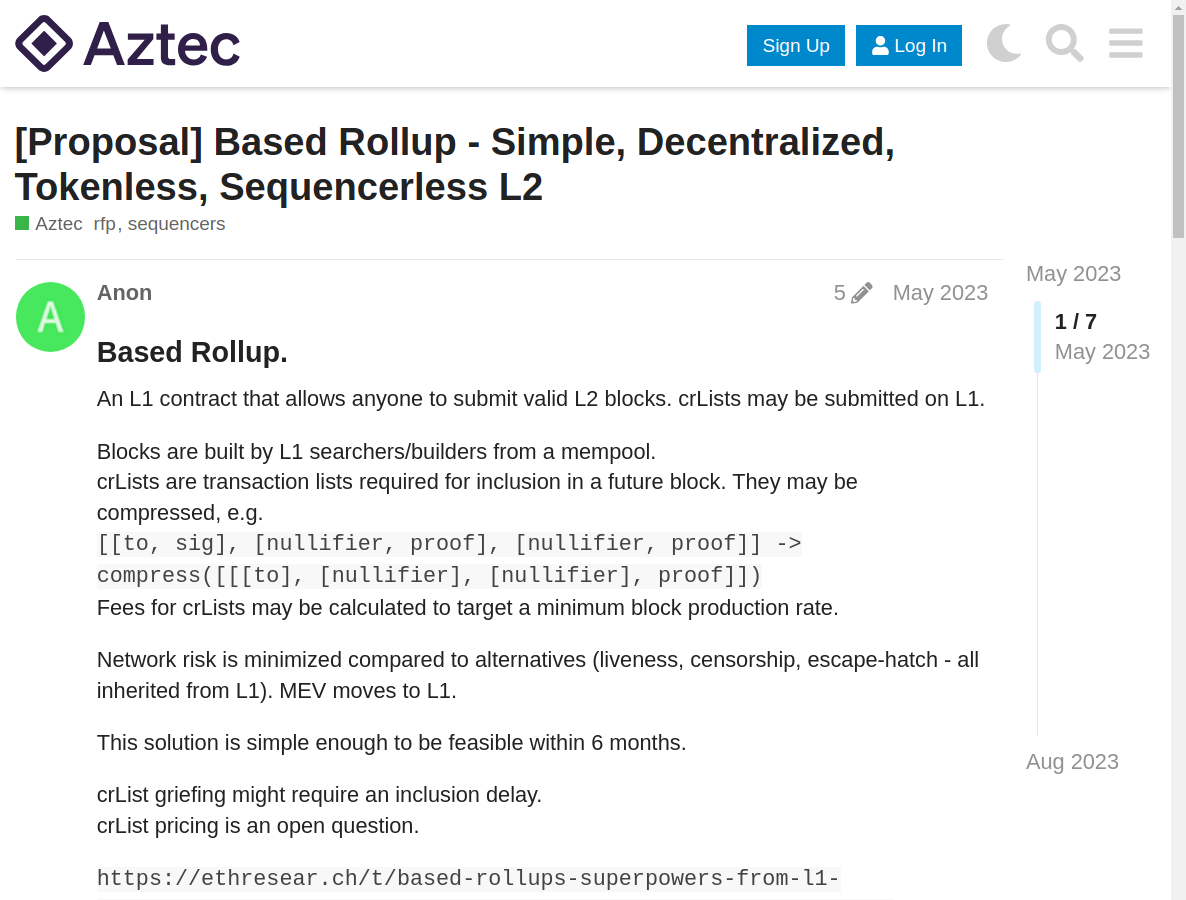 Aztec
Sign Up
Log In
[Proposal] Based Rollup - Simple, Decentralized,
Tokenless, Sequencerless L2
Aztec rfp, sequencers
A
Anon
5
May 2023
May 2023
1 / 7
May 2023
Based Rollup.
An L1 contract that allows anyone to submit valid L2 blocks. crLists may be submitted on L1.
Blocks are built by L1 searchers/builders from a mempool.
crLists are transaction lists required for inclusion in a future block. They may be
compressed, e.g.
[[to, sig], [nullifier, proof], [nullifier, proof]] ->
compress([[[to], [nullifier], [nullifier], proof]])
Fees for crLists may be calculated to target a minimum block production rate.
Network risk is minimized compared to alternatives (liveness, censorship, escape-hatch - all
inherited from L1). MEV moves to L1.
This solution is simple enough to be feasible within 6 months.
Aug 2023
crList griefing might require an inclusion delay.
crList pricing is an open question.
https://ethresear.ch/t/based-rollups-superpowers-from-l1-